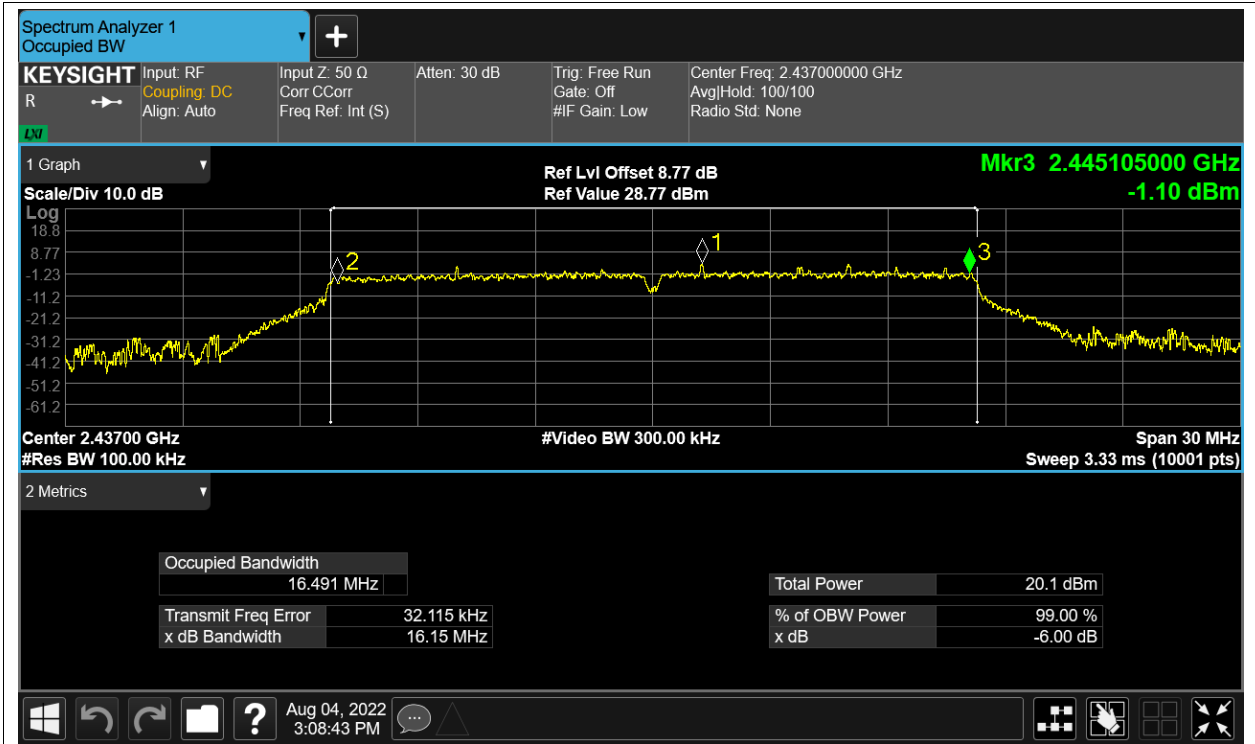 Spectrum Analyzer 1
Occupied BW
KEYSIGHT
R
LXI
Input: RF
Coupling: DC
Align: Auto
Input Z: 50 Ω
Corr CCorr
Freq Ref: Int (S)
Atten: 30 dB
Trig: Free Run
Gate: Off
#IF Gain: Low
Center Freq: 2.437000000 GHz
Avg|Hold: 100/100
Radio Std: None
1 Graph
Scale/Div 10.0 dB
Ref Lvl Offset 8.77 dB
Ref Value 28.77 dBm
Mkr3 2.445105000 GHz
-1.10 dBm
Log
18.8
8.77
-1.23
-11.2
-21.2
-31.2
-41.2
-51.2
-61.2
2
1
3
Center 2.43700 GHz
#Res BW 100.00 kHz
#Video BW 300.00 kHz
Span 30 MHz
Sweep 3.33 ms (10001 pts)
2 Metrics
Occupied Bandwidth
16.491 MHz
Transmit Freq Error 32.115 kHz
x dB Bandwidth 16.15 MHz
Total Power 20.1 dBm
% of OBW Power 99.00 %
x dB -6.00 dB
?
Aug 04, 2022
3:08:43 PM